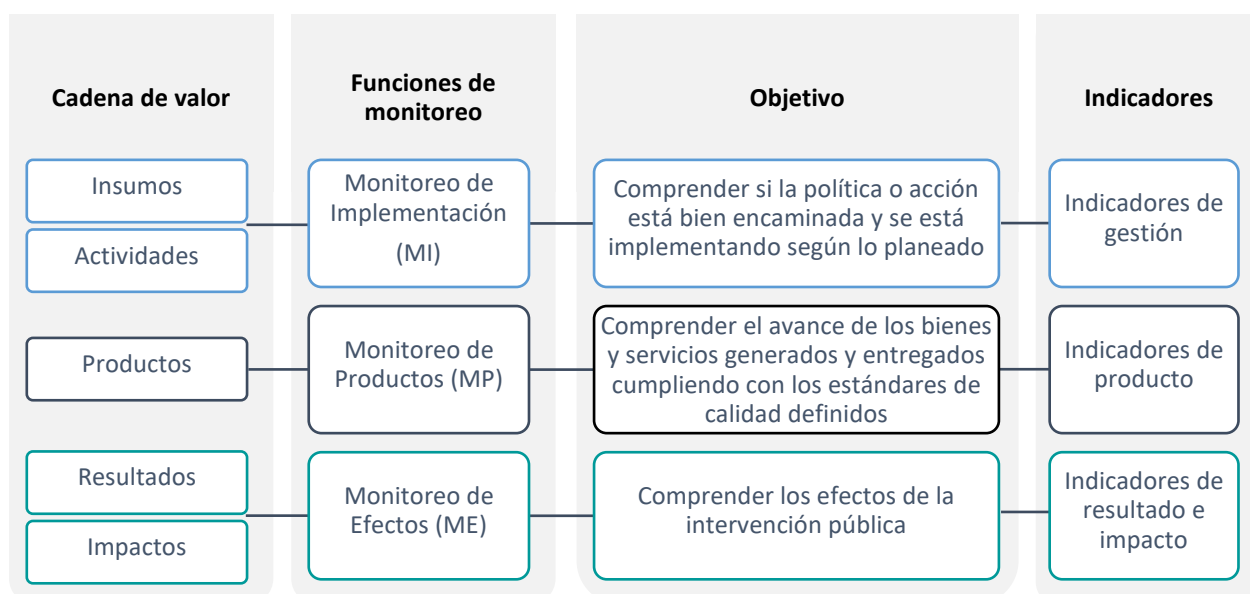 Cadena de valor
Funciones de
monitoreo
Objetivo
Indicadores
Insumos
Actividades
Monitoreo de
Implementación
(MI)
Comprender si la política o acción
está bien encaminada y se está
implementando según lo planeado
Indicadores de
gestión
Productos
Monitoreo de
Productos (MP)
Comprender el avance de los bienes
y servicios generados y entregados
cumpliendo con los estándares de
calidad definidos
Indicadores de
producto
Resultados
Impactos
Monitoreo de
Efectos (ME)
Comprender los efectos de la
intervención pública
Indicadores de
resultado e
impacto